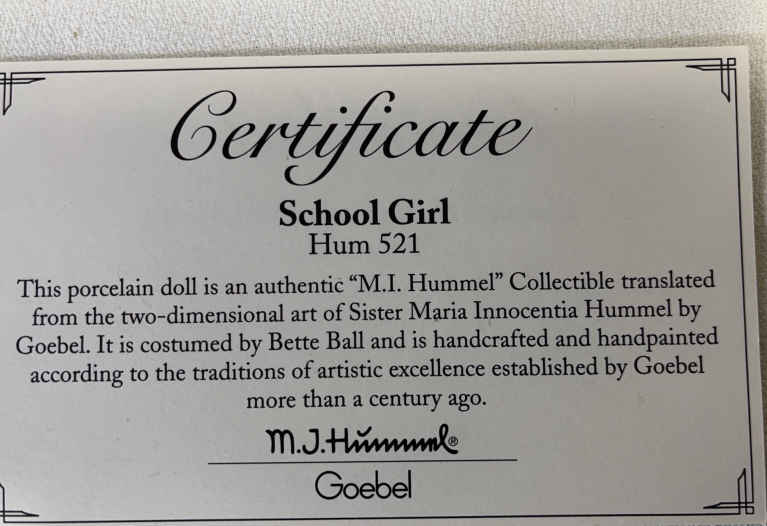 Certificate
School Girl
Hum 521
This porcelain doll is an authentic “M.I. Hummel” Collectible translated
from the two-dimensional art of Sister Maria Innocentia Hummel by
Goebel. It is costumed by Bette Ball and is handcrafted and handpainted
according to the traditions of artistic excellence established by Goebel
more than a century ago.
M.J.Hümmel®
Goebel